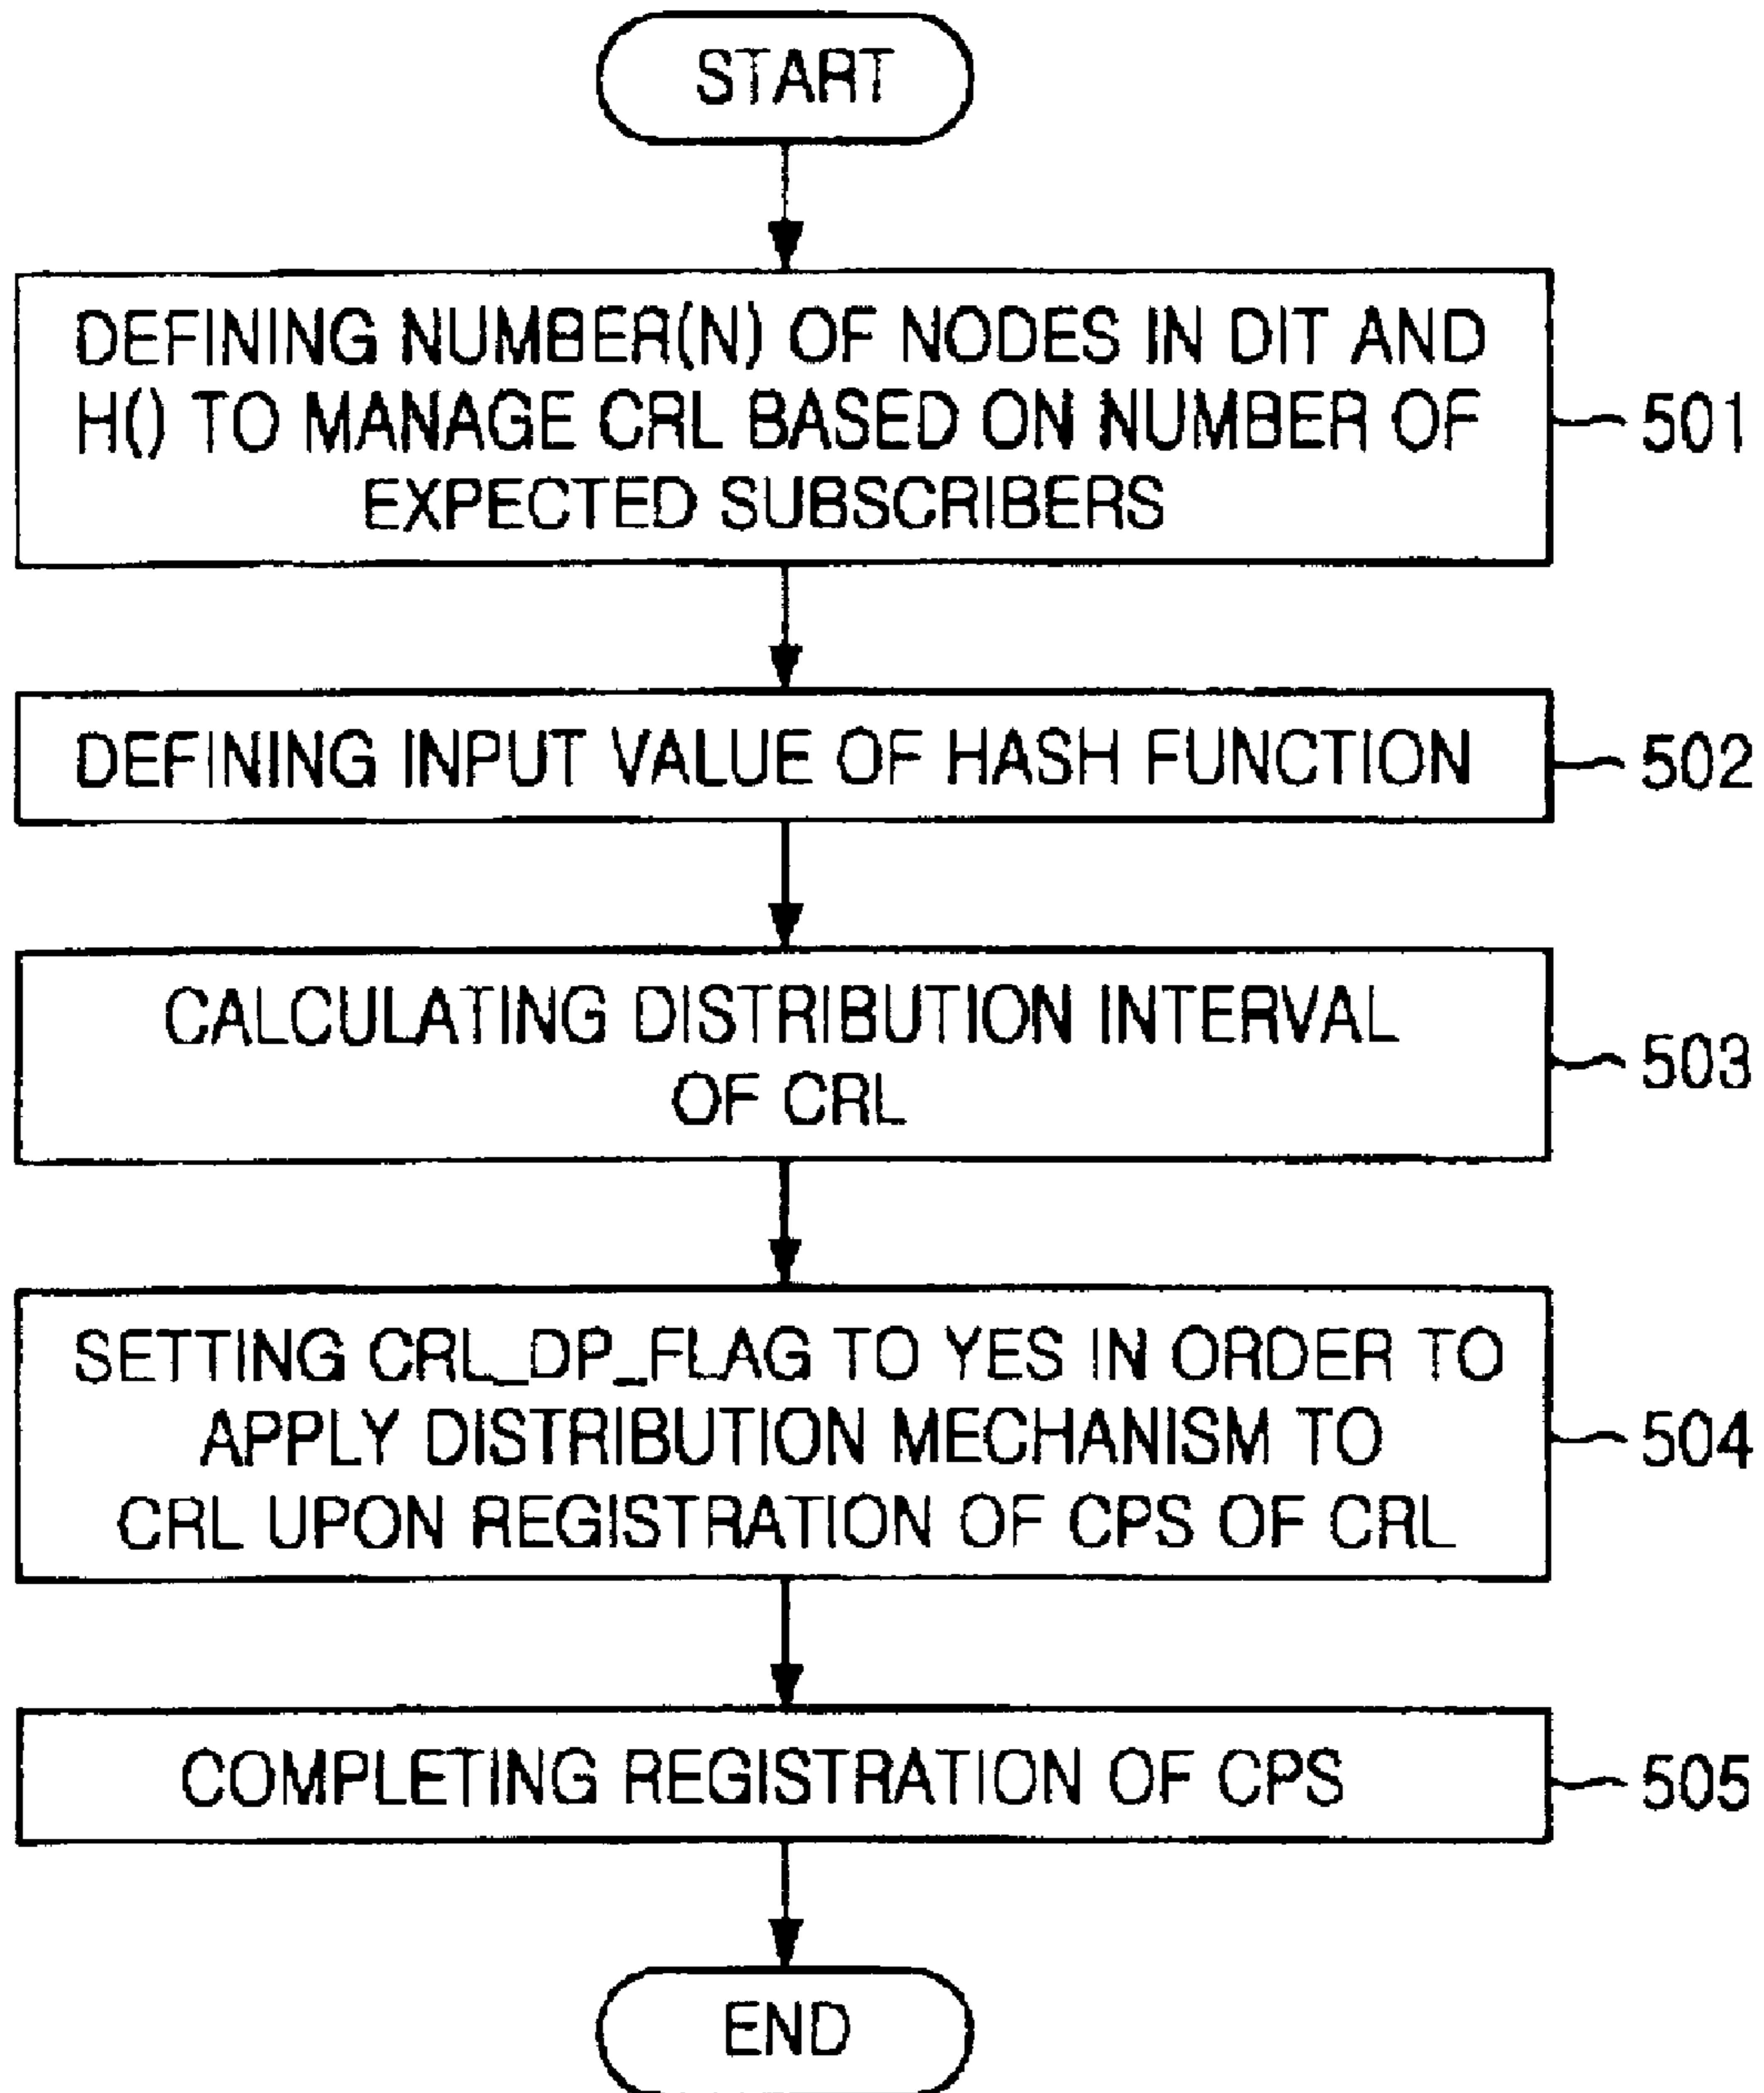 START
DEFINING NUMBER(N) OF NODES IN DIT AND
H() TO MANAGE CRL BASED ON NUMBER OF
EXPECTED SUBSCRIBERS
501
DEFINING INPUT VALUE OF HASH FUNCTION
502
CALCULATING DISTRIBUTION INTERVAL
OF CRL
503
SETTING CRL_DP_FLAG TO YES IN ORDER TO
APPLY DISTRIBUTION MECHANISM TO
CRL UPON REGISTRATION OF CPS OF CRL
504
COMPLETING REGISTRATION OF CPS
505
END